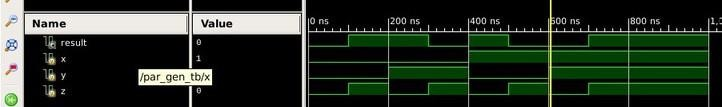 Name Value
0 ns 200 ns 400 ns 600 ns 800 ns
result 0
x 1
y
/par_gen_tb/x
z 0